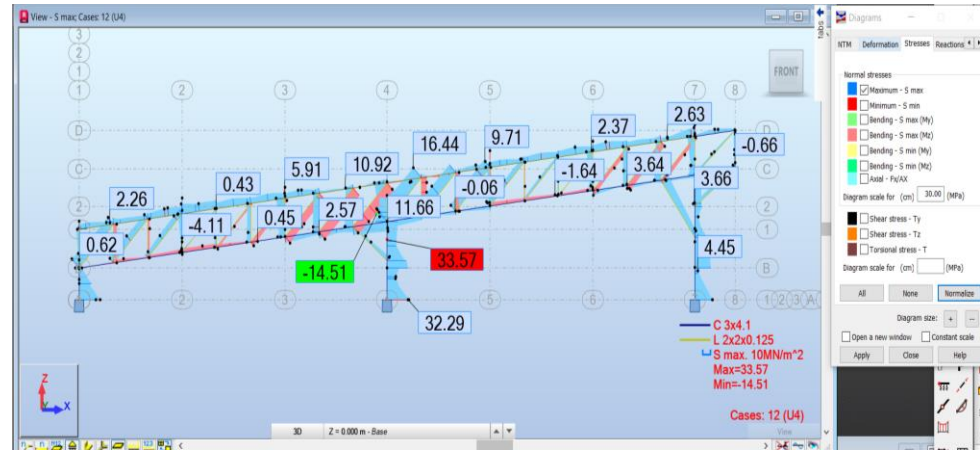 View - S max; Cases: 12 (U4)
tabs
3
2
1
1 2 3 4 5 6 7 8
D D
C C
2 2
1 1
B
FRONT
2.26
0.43
5.91
10.92
16.44
9.71
2.37
2.63
-0.66
0.62
-4.11
0.45
2.57
11.66
-0.06
-1.64
3.64
3.66
-14.51
33.57
4.45
32.29
2 3 5 6 8
C 3x4.1
L 2x2x0.125
S max. 10MN/m^2
Max=33.57
Min=-14.51
Cases: 12 (U4)
Z
X
3D Z = 0.000 m - Base
View
Diagrams
NTM Deformation Stresses Reactions
Normal stresses
Maximum - S max
Minimum - S min
Bending - S max (My)
Bending - S max (Mz)
Bending - S min (My)
Bending - S min (Mz)
Axial - Fx/AX
Diagram scale for (cm) 30.00 (MPa)
Shear stress - Ty
Shear stress - Tz
Torsional stress - T
Diagram scale for (cm) (MPa)
All None Normalize
Diagram size: + -
Open a new window Constant scale
Apply Close Help